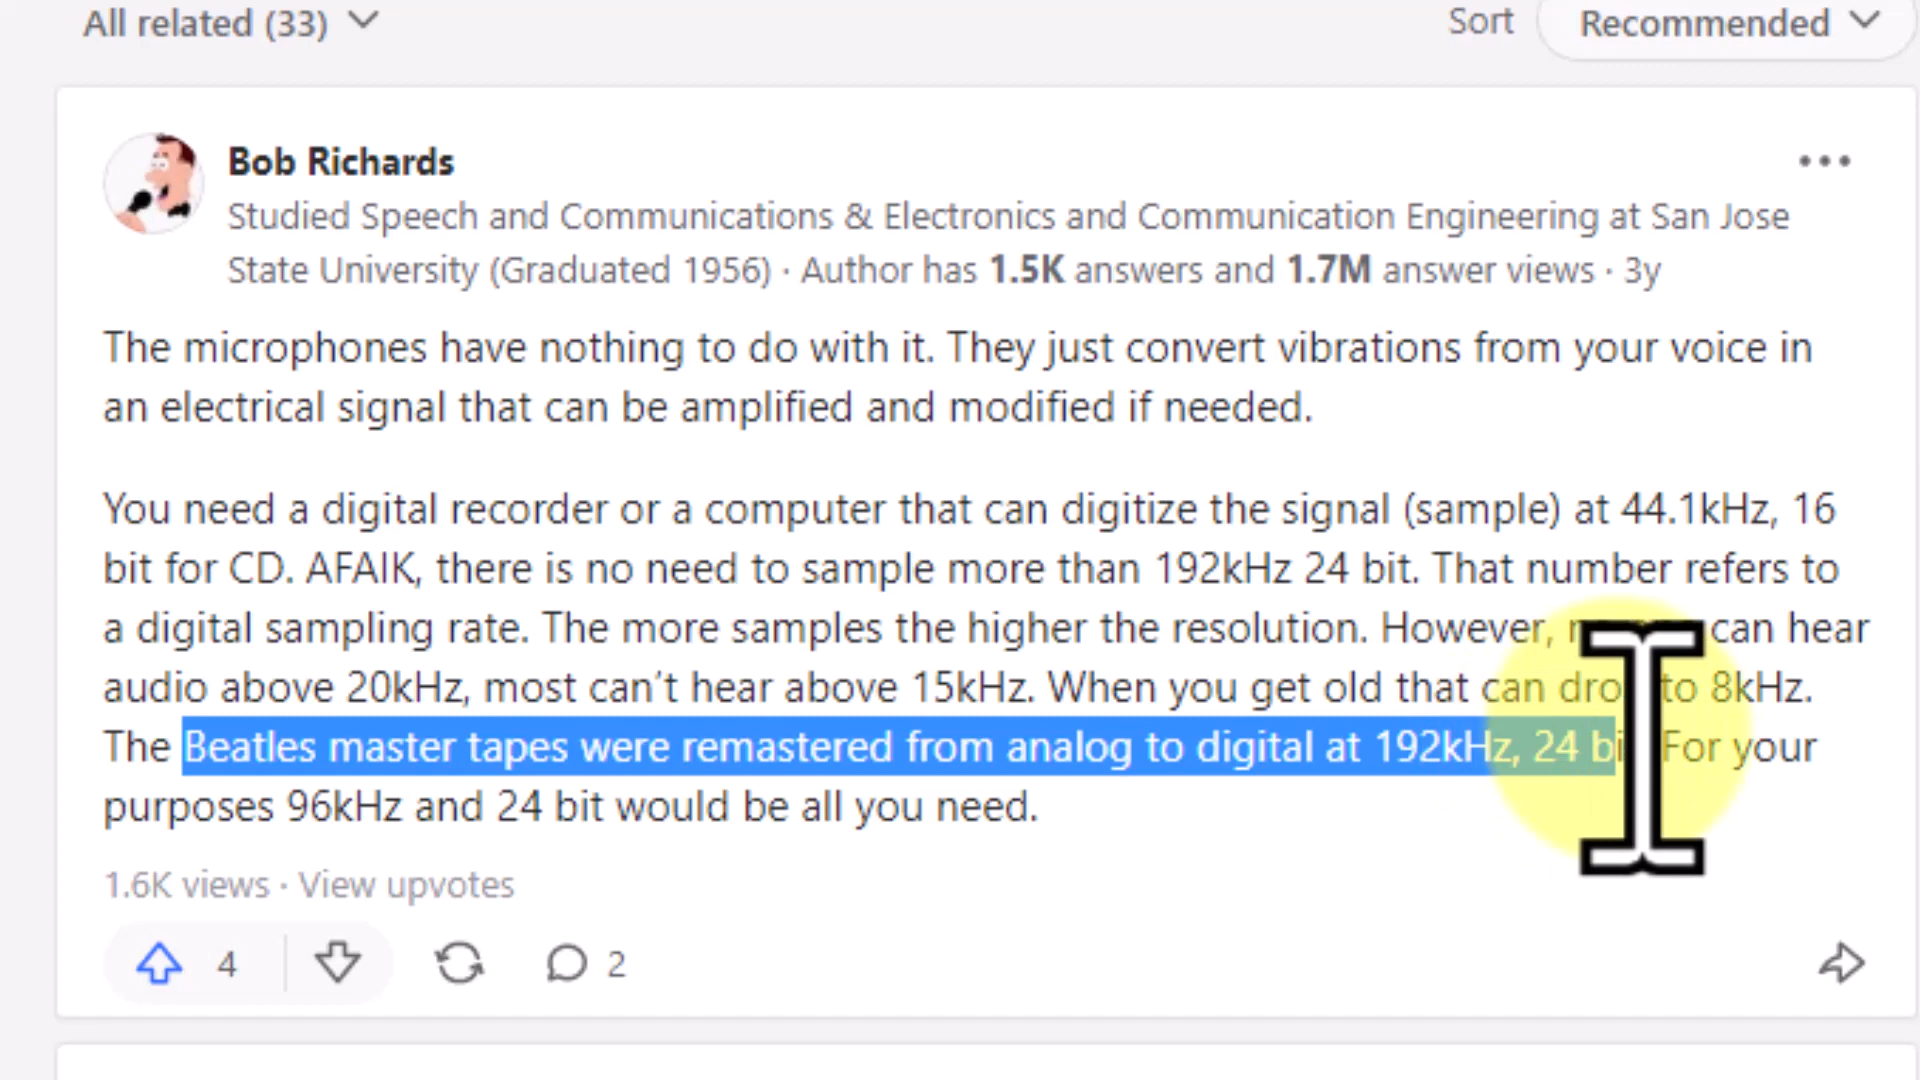 All related (33)
Sort Recommended
Bob Richards
Studied Speech and Communications & Electronics and Communication Engineering at San Jose
State University (Graduated 1956) · Author has 1.5K answers and 1.7M answer views · 3y
The microphones have nothing to do with it. They just convert vibrations from your voice in
an electrical signal that can be amplified and modified if needed.
You need a digital recorder or a computer that can digitize the signal (sample) at 44.1kHz, 16
bit for CD. AFAIK, there is no need to sample more than 192kHz 24 bit. That number refers to
a digital sampling rate. The more samples the higher the resolution. However, can hear
audio above 20kHz, most can't hear above 15kHz. When you get old that can drop to 8kHz.
The Beatles master tapes were remastered from analog to digital at 192kHz, 24 bit. For your
purposes 96kHz and 24 bit would be all you need.
1.6K views · View upvotes
4
2